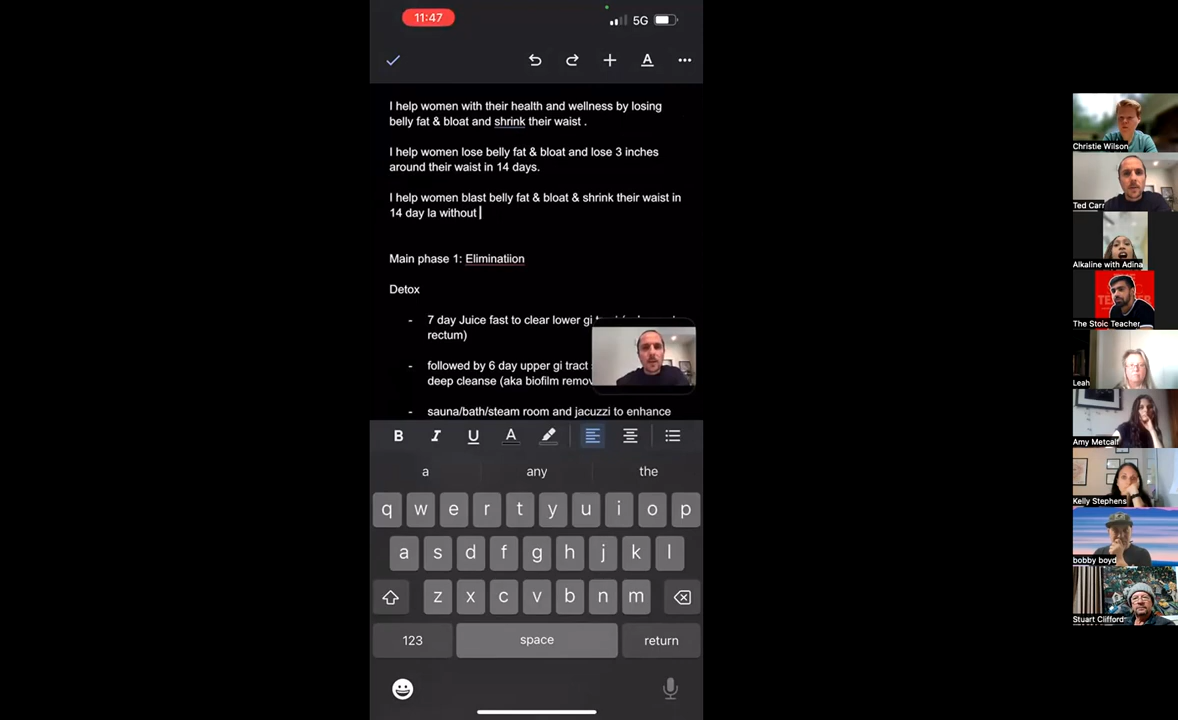 11:47
5G
I help women with their health and wellness by losing
belly fat & bloat and shrink their waist .
I help women lose belly fat & bloat and lose 3 inches
around their waist in 14 days.
I help women blast belly fat & bloat & shrink their waist in
14 day la without
Main phase 1: Eliminatiion
Detox
- 7 day Juice fast to clear lower gi
rectum)
- followed by 6 day upper gi tract
deep cleanse (aka biofilm
- sauna/bath/steam room and jacuzzi to enhance
B I U A
a any the
q w e r t y u i o p
a s d f g h j k l
z x c v b n m
123 space return
Christie Wilson
Ted Carr
Alkaline with Adina
THE
TEACHER
The Stoic Teacher
Leah
Amy Metcalf
Kelly Stephens
bobby boyd
Stuart Clifford